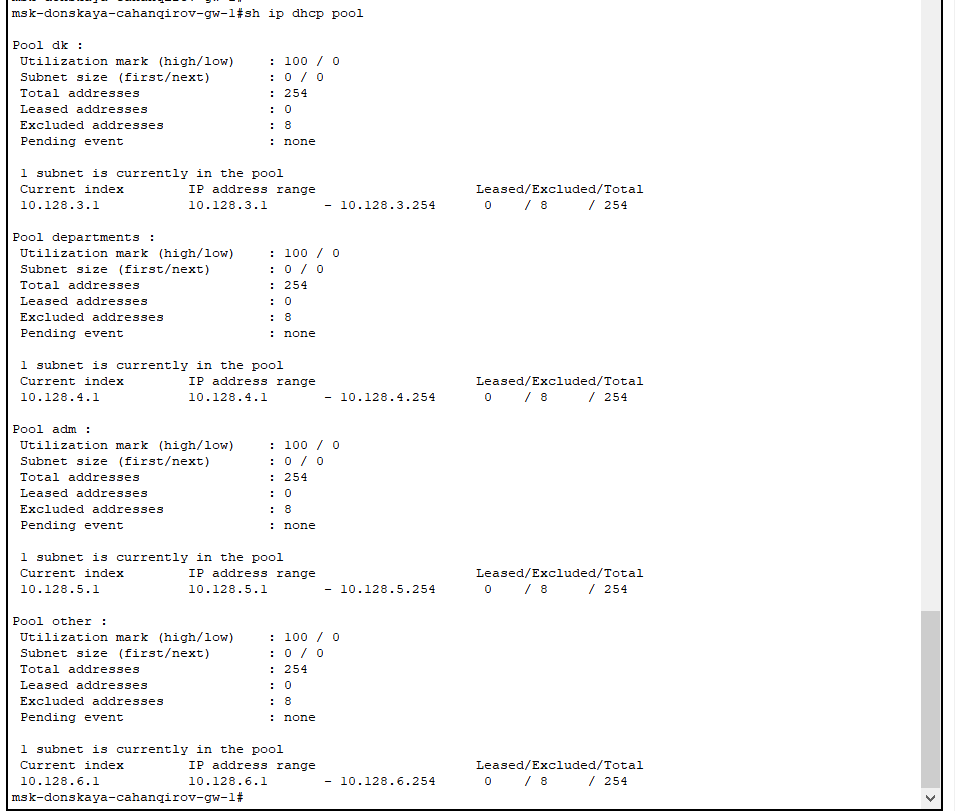 msk-donskaya-cahanqirov-gw-1#
msk-donskaya-cahanqirov-gw-1#sh ip dhcp pool
Pool dk :
Utilization mark (high/low) : 100 / 0
Subnet size (first/next) : 0 / 0
Total addresses : 254
Leased addresses : 0
Excluded addresses : 8
Pending event : none
1 subnet is currently in the pool
Current index IP address range Leased/Excluded/Total
10.128.3.1 10.128.3.1 - 10.128.3.254 0 / 8 / 254
Pool departments :
Utilization mark (high/low) : 100 / 0
Subnet size (first/next) : 0 / 0
Total addresses : 254
Leased addresses : 0
Excluded addresses : 8
Pending event : none
1 subnet is currently in the pool
Current index IP address range Leased/Excluded/Total
10.128.4.1 10.128.4.1 - 10.128.4.254 0 / 8 / 254
Pool adm :
Utilization mark (high/low) : 100 / 0
Subnet size (first/next) : 0 / 0
Total addresses : 254
Leased addresses : 0
Excluded addresses : 8
Pending event : none
1 subnet is currently in the pool
Current index IP address range Leased/Excluded/Total
10.128.5.1 10.128.5.1 - 10.128.5.254 0 / 8 / 254
Pool other :
Utilization mark (high/low) : 100 / 0
Subnet size (first/next) : 0 / 0
Total addresses : 254
Leased addresses : 0
Excluded addresses : 8
Pending event : none
1 subnet is currently in the pool
Current index IP address range Leased/Excluded/Total
10.128.6.1 10.128.6.1 - 10.128.6.254 0 / 8 / 254
msk-donskaya-cahanqirov-gw-1#